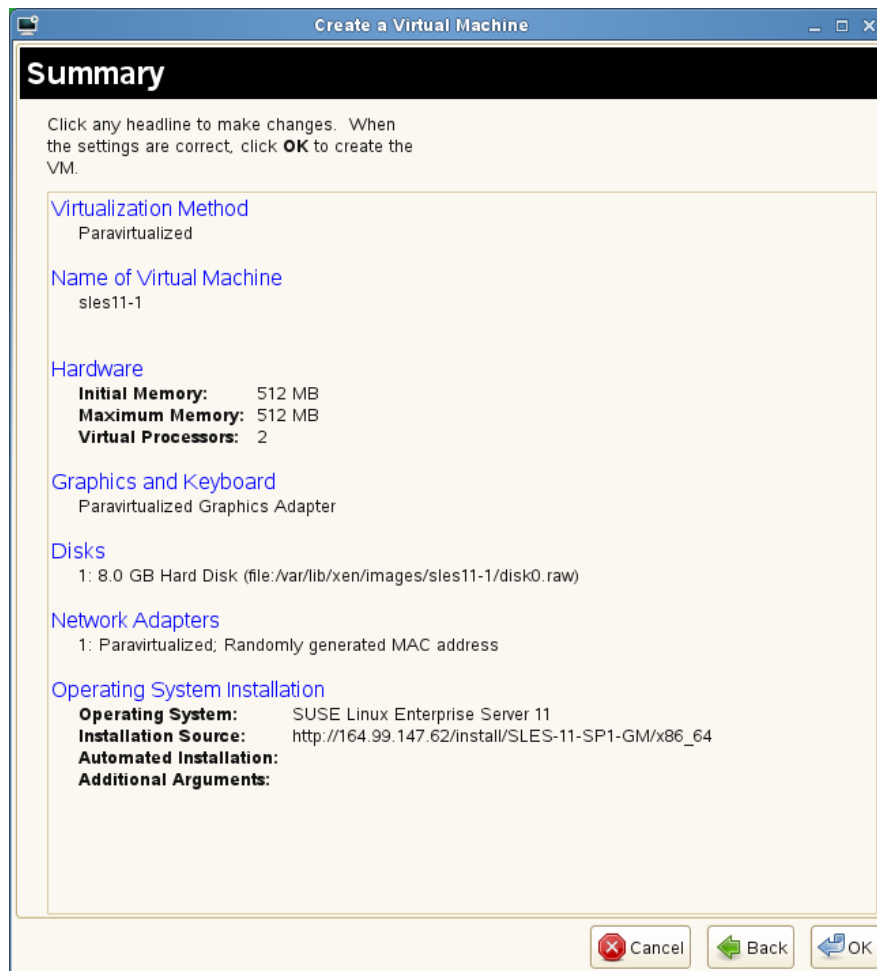 Create a Virtual Machine
Summary
Click any headline to make changes. When
the settings are correct, click OK to create the
VM.
Virtualization Method
Paravirtualized
Name of Virtual Machine
sles11-1
Hardware
Initial Memory: 512 MB
Maximum Memory: 512 MB
Virtual Processors: 2
Graphics and Keyboard
Paravirtualized Graphics Adapter
Disks
1: 8.0 GB Hard Disk (file:/var/lib/xen/images/sles11-1/disk0.raw)
Network Adapters
1: Paravirtualized; Randomly generated MAC address
Operating System Installation
Operating System: SUSE Linux Enterprise Server 11
Installation Source: http://164.99.147.62/install/SLES-11-SP1-GM/x86_64
Automated Installation:
Additional Arguments:
Cancel Back OK